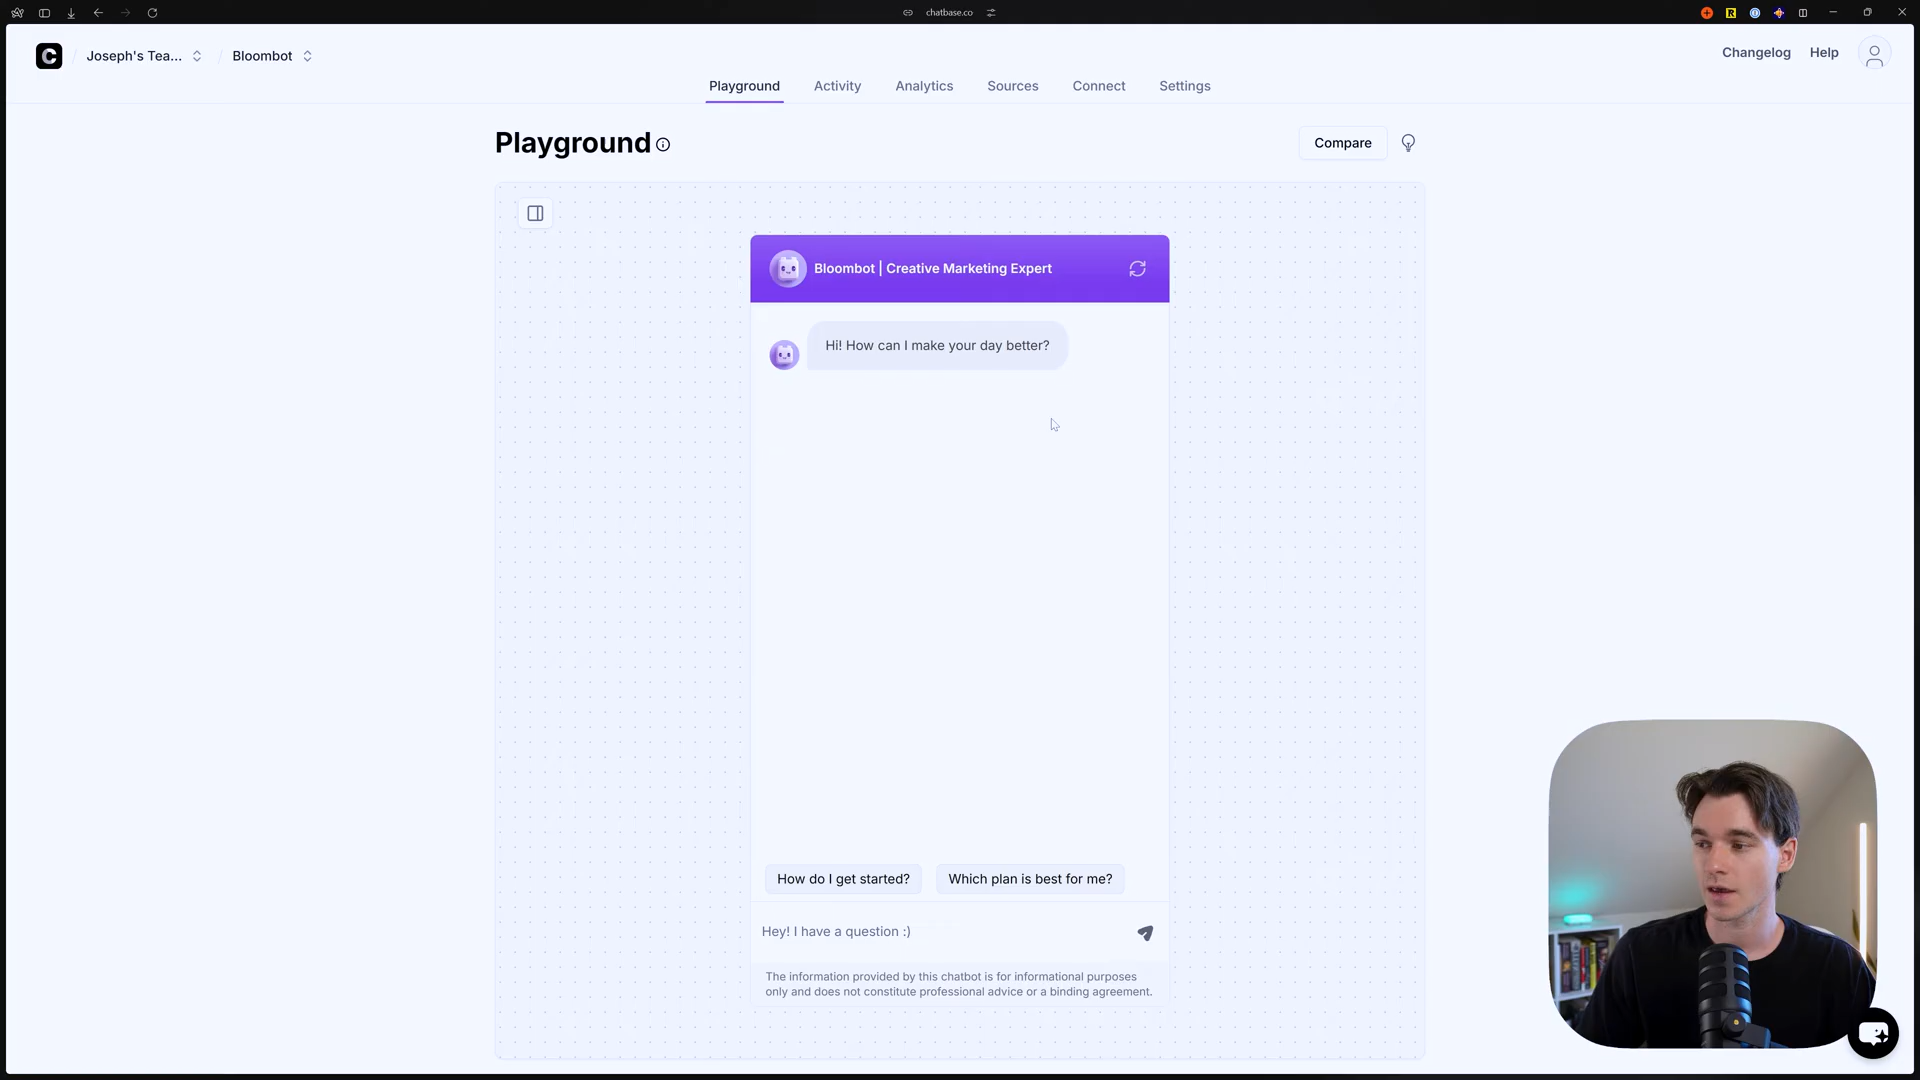 chatbase.co
C / Joseph's Tea... / Bloombot
Changelog Help
Playground Activity Analytics Sources Connect Settings
Playground
Compare
Bloombot | Creative Marketing Expert
Hi! How can I make your day better?
How do I get started? Which plan is best for me?
Hey! I have a question :)
The information provided by this chatbot is for informational purposes
only and does not constitute professional advice or a binding agreement.